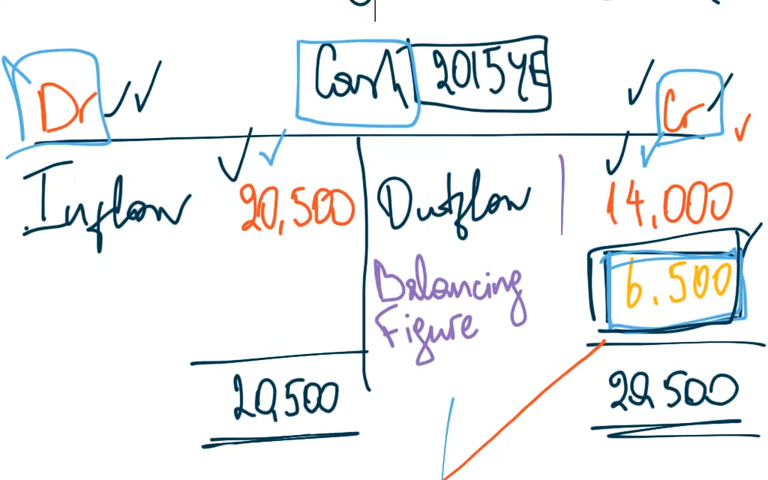 Cash 2015 YE
Dr Cr
Inflow 20,500 Outflow 14,000
Balancing 6.500
Figure
20,500 20,500